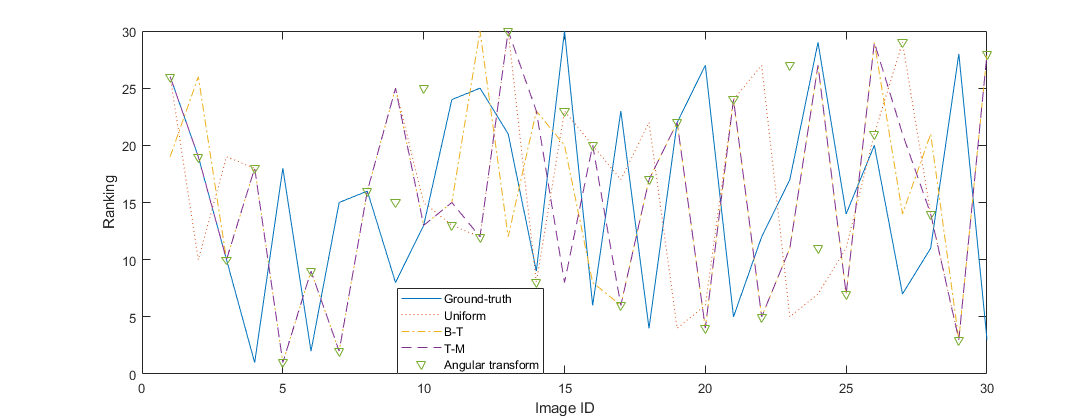 30
25
20
15
10
5
0
Ranking
Ground-truth
Uniform
B-T
T-M
Angular transform
0 5 10 15 20 25 30
Image ID